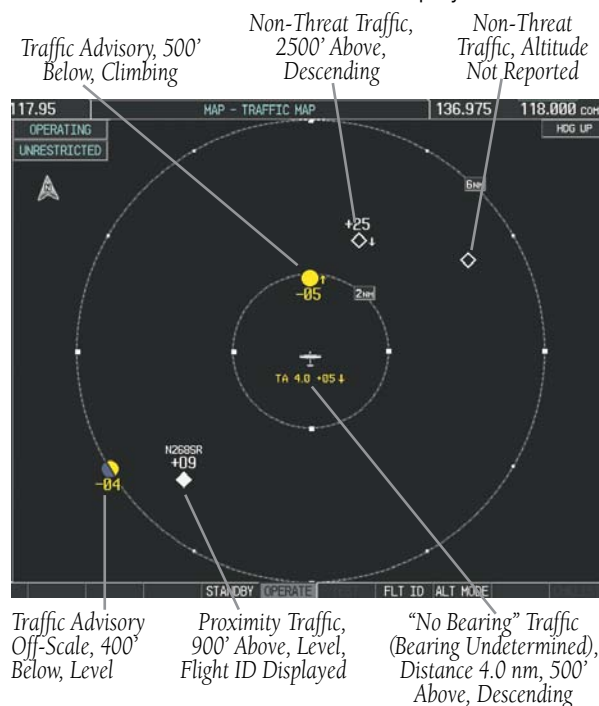 Non-Threat Traffic,
2500' Above,
Descending
Non-Threat
Traffic, Altitude
Not Reported
Traffic Advisory, 500'
Below, Climbing
117.95
MAP - TRAFFIC MAP
136.975
118.000 COM
OPERATING
UNRESTRICTED
HDG UP
N
6NM
+25
-05
2NM
TA 4.0 +05↓
N268SR
+09
-04
STANDBY
OPERATE
FLT ID
ALT MODE
Traffic Advisory
Off-Scale, 400'
Below, Level
Proximity Traffic,
900' Above, Level,
Flight ID Displayed
“No Bearing” Traffic
(Bearing Undetermined),
Distance 4.0 nm, 500'
Above, Descending